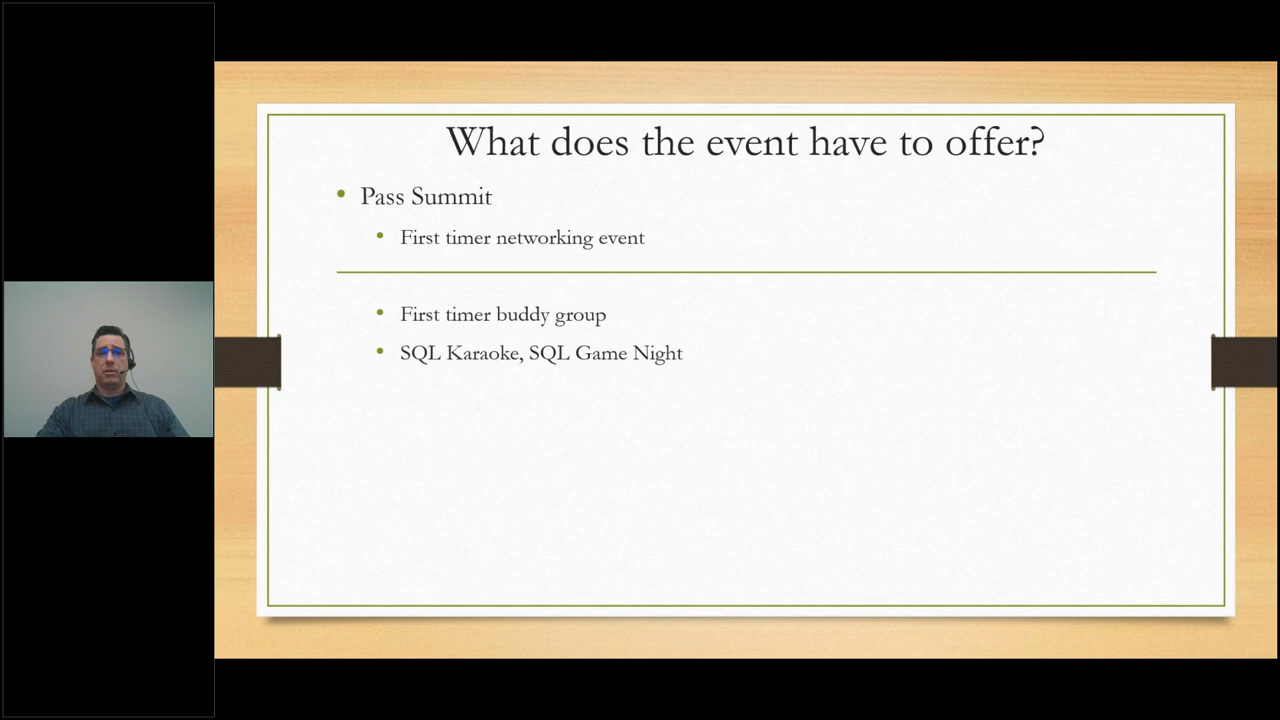 What does the event have to offer?
Pass Summit
First timer networking event
First timer buddy group
SQL Karaoke, SQL Game Night